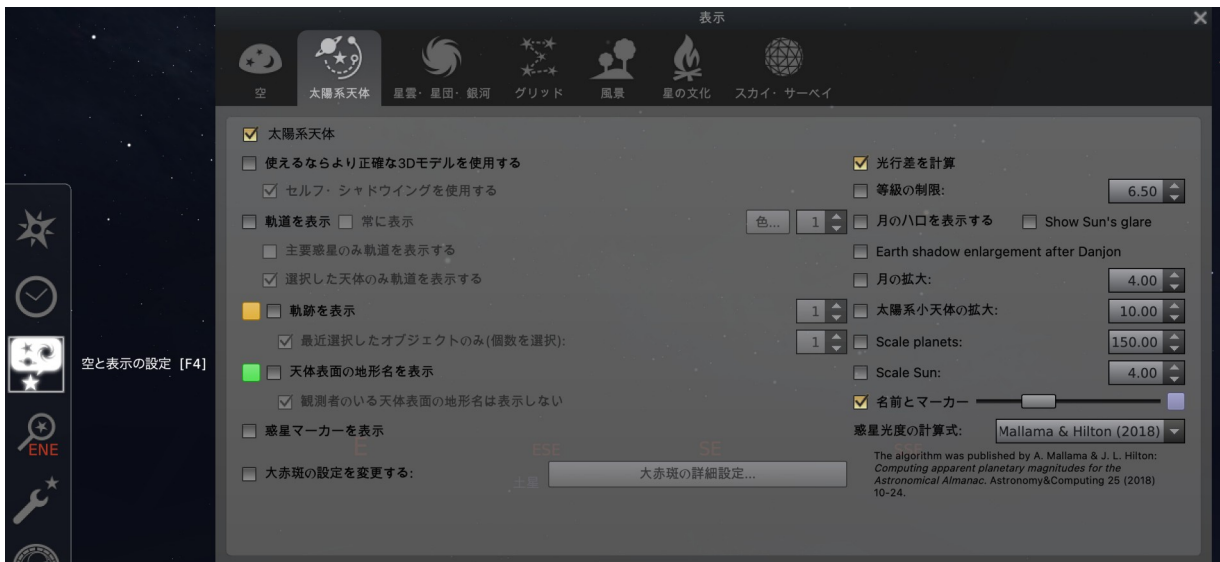 表示
空
太陽系天体
星雲・星団・銀河
グリッド
風景
星の文化
スカイ・サーベイ
太陽系天体
使えるならより正確な3Dモデルを使用する
セルフ・シャドウイングを使用する
軌道を表示 常に表示 色... 1
主要惑星のみ軌道を表示する
選択した天体のみ軌道を表示する
軌跡を表示 1
最近選択したオブジェクトのみ(個数を選択): 1
天体表面の地形名を表示
観測者のいる天体表面の地形名は表示しない
惑星マーカーを表示
大赤斑の設定を変更する: 大赤斑の詳細設定...
光行差を計算
等級の制限: 6.50
月のハロを表示する Show Sun's glare
Earth shadow enlargement after Danjon
月の拡大: 4.00
太陽系小天体の拡大: 10.00
Scale planets: 150.00
Scale Sun: 4.00
名前とマーカー
惑星光度の計算式: Mallama & Hilton (2018)
The algorithm was published by A. Mallama & J. L. Hilton:
Computing apparent planetary magnitudes for the
Astronomical Almanac. Astronomy&Computing 25 (2018)
10-24.
空と表示の設定 [F4]
ENE
E
ESE
SE
SSE
土星